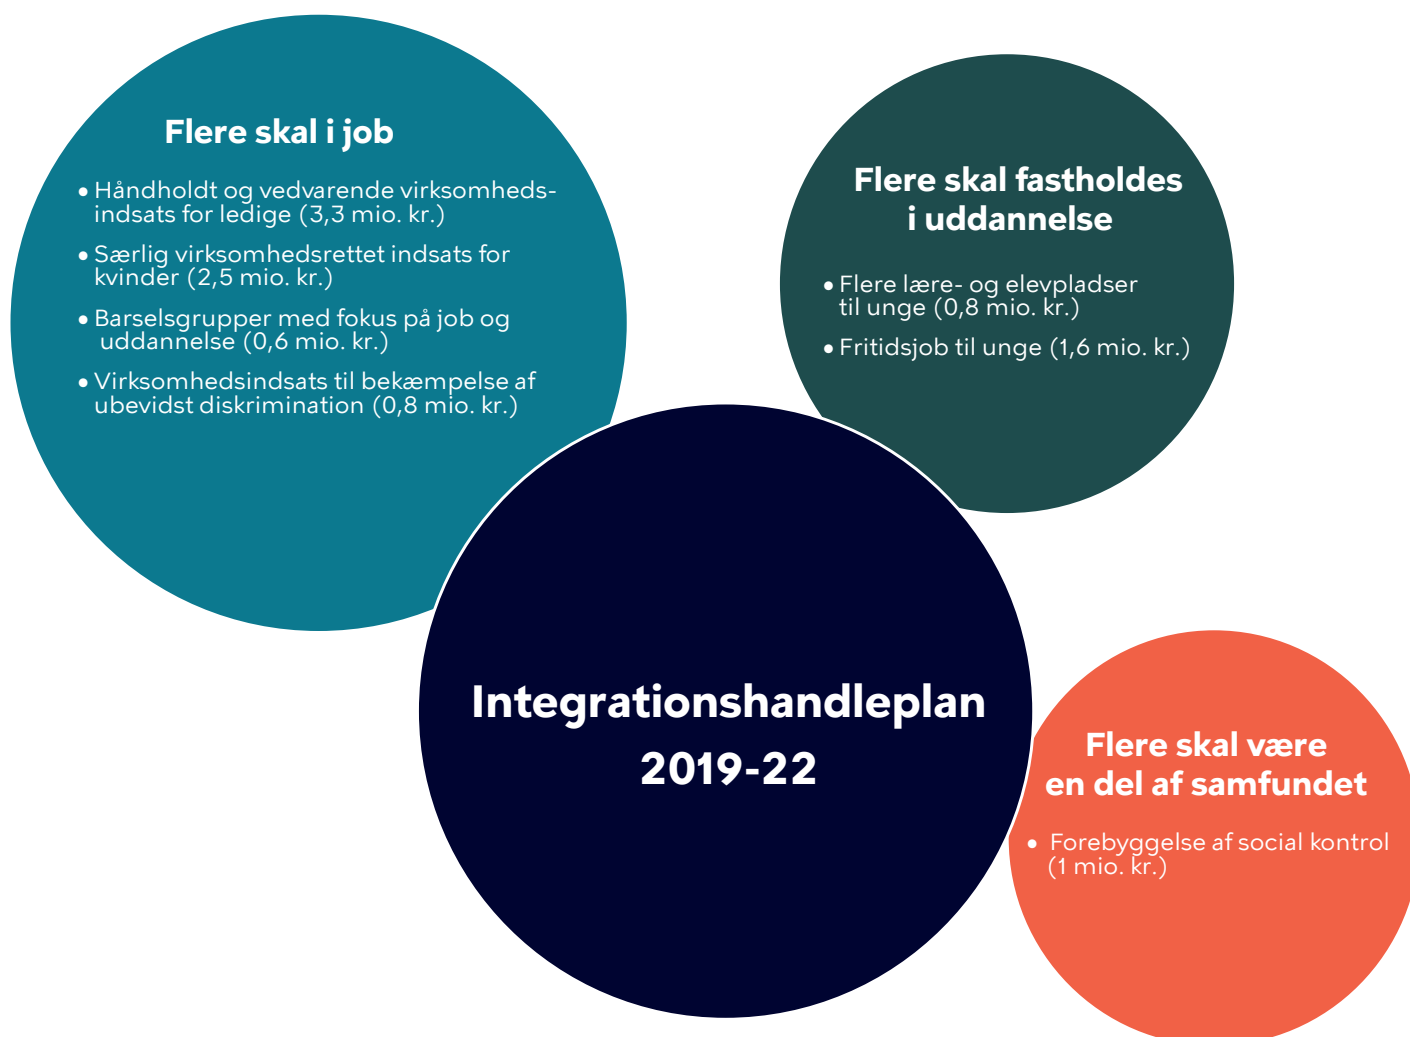 Flere skal i job
• Håndholdt og vedvarende virksomheds-
indsats for ledige (3,3 mio. kr.)
• Særlig virksomhedsrettet indsats for
kvinder (2,5 mio. kr.)
• Barselsgrupper med fokus på job og
uddannelse (0,6 mio. kr.)
• Virksomhedsindsats til bekæmpelse af
ubevidst diskrimination (0,8 mio. kr.)
Flere skal fastholdes
i uddannelse
• Flere lære- og elevpladser
til unge (0,8 mio. kr.)
• Fritidsjob til unge (1,6 mio. kr.)
Integrationshandleplan
2019-22
Flere skal være
en del af samfundet
• Forebyggelse af social kontrol
(1 mio. kr.)